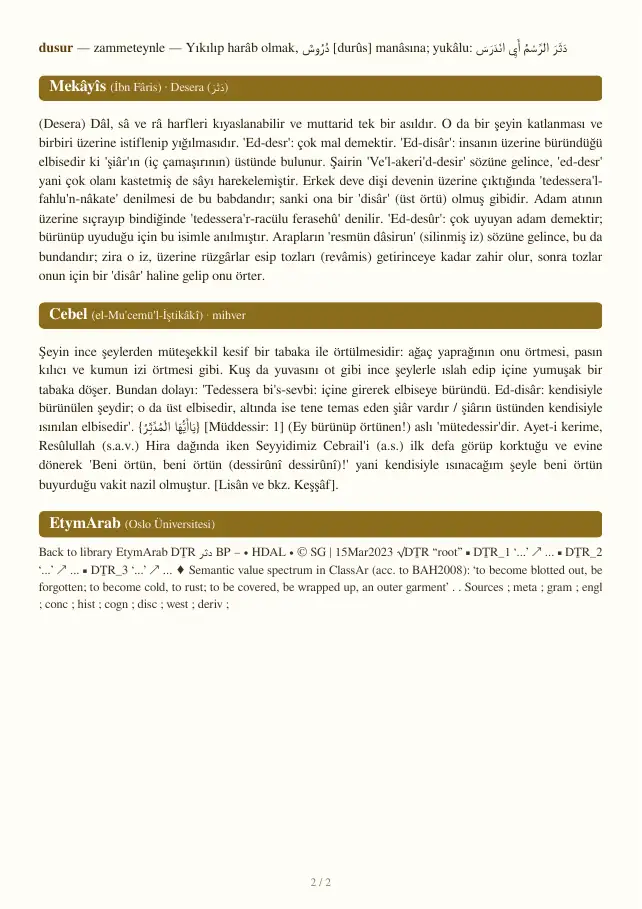 dusur — zammeteynle — Yıkılıp harâb olmak, دُرُوسٌ [durûs] manâsına; yukâlu: دَثَرَ الرَّسْمُ أَيِ انْدَرَسَ
Mekâyîs (İbn Fâris) · Desera (دَثَرَ)
(Desera) Dâl, sâ ve râ harfleri kıyaslanabilir ve muttarid tek bir asıldır. O da bir şeyin katlanması ve
birbiri üzerine istiflenip yığılmasıdır. 'Ed-desr': çok mal demektir. 'Ed-disâr': insanın üzerine büründüğü
elbisedir ki 'şiâr'ın (iç çamaşırının) üstünde bulunur. Şairin 'Ve'l-akeri'd-desir' sözüne gelince, 'ed-desr'
yani çok olanı kastetmiş de sâyı harekelemiştir. Erkek deve dişi devenin üzerine çıktığında 'tedessera'l-
fahlu'n-nâkate' denilmesi de bu babdandır; sanki ona bir 'disâr' (üst örtü) olmuş gibidir. Adam atının
üzerine sıçrayıp bindiğinde 'tedessera'r-racülu ferasehû' denilir. 'Ed-desûr': çok uyuyan adam demektir;
bürünüp uyuduğu için bu isimle anılmıştır. Arapların 'resmün dâsirun' (silinmiş iz) sözüne gelince, bu da
bundandır; zira o iz, üzerine rüzgârlar esip tozları (revâmis) getirinceye kadar zahir olur, sonra tozlar
onun için bir 'disâr' haline gelip onu örter.
Cebel (el-Mu'cemü'l-İştikâkî) · mihver
Şeyin ince şeylerden müteşekkil kesif bir tabaka ile örtülmesidir: ağaç yaprağının onu örtmesi, pasın
kılıcı ve kumun izi örtmesi gibi. Kuş da yuvasını ot gibi ince şeylerle ıslah edip içine yumuşak bir
tabaka döşer. Bundan dolayı: 'Tedessera bi's-sevbi: içine girerek elbiseye büründü. Ed-disâr: kendisiyle
bürünülen şeydir; o da üst elbisedir, altında ise tene temas eden şiâr vardır / şiârın üstünden kendisiyle
ısınılan elbisedir'. {يَاأَيُّهَا الْمُدَّثِّرُ} [Müddessir: 1] (Ey bürünüp örtünen!) aslı 'mütedessir'dir. Ayet-i kerime,
Resûlullah (s.a.v.) Hira dağında iken Seyyidimiz Cebrail'i (a.s.) ilk defa görüp korktuğu ve evine
dönerek 'Beni örtün, beni örtün (dessirûnî dessirûnî)!' yani kendisiyle ısınacağım şeyle beni örtün
buyurduğu vakit nazil olmuştur. [Lisân ve bkz. Keşşâf].
EtymArab (Oslo Üniversitesi)
Back to library EtymArab DṮR دثر BP – • HDAL • © SG | 15Mar2023 √DṮR “root” ▪ DṮR_1 ‘...’ ↗ ... ▪ DṮR_2
‘...’ ↗ ... ▪ DṮR_3 ‘...’ ↗ ... ♦ Semantic value spectrum in ClassAr (acc. to BAH2008): ‘to become blotted out, be
forgotten; to become cold, to rust; to be covered, be wrapped up, an outer garment’ . . Sources ; meta ; gram ; engl
; conc ; hist ; cogn ; disc ; west ; deriv ;
2 / 2